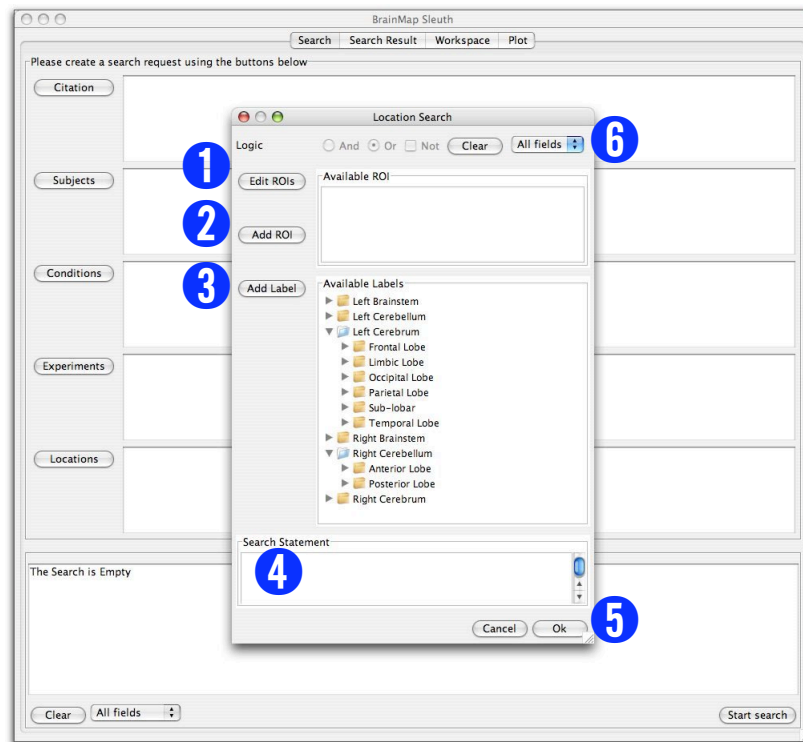 BrainMap Sleuth
Search Search Result Workspace Plot
Please create a search request using the buttons below
Citation
Subjects
Conditions
Experiments
Locations
Location Search
Logic And Or Not Clear All fields
6
1
Edit ROIs
Available ROI
2
Add ROI
3
Add Label
Available Labels
Left Brainstem
Left Cerebellum
Left Cerebrum
Frontal Lobe
Limbic Lobe
Occipital Lobe
Parietal Lobe
Sub-lobar
Temporal Lobe
Right Brainstem
Right Cerebellum
Anterior Lobe
Posterior Lobe
Right Cerebrum
Search Statement
4
Cancel Ok
5
The Search is Empty
Clear All fields Start search